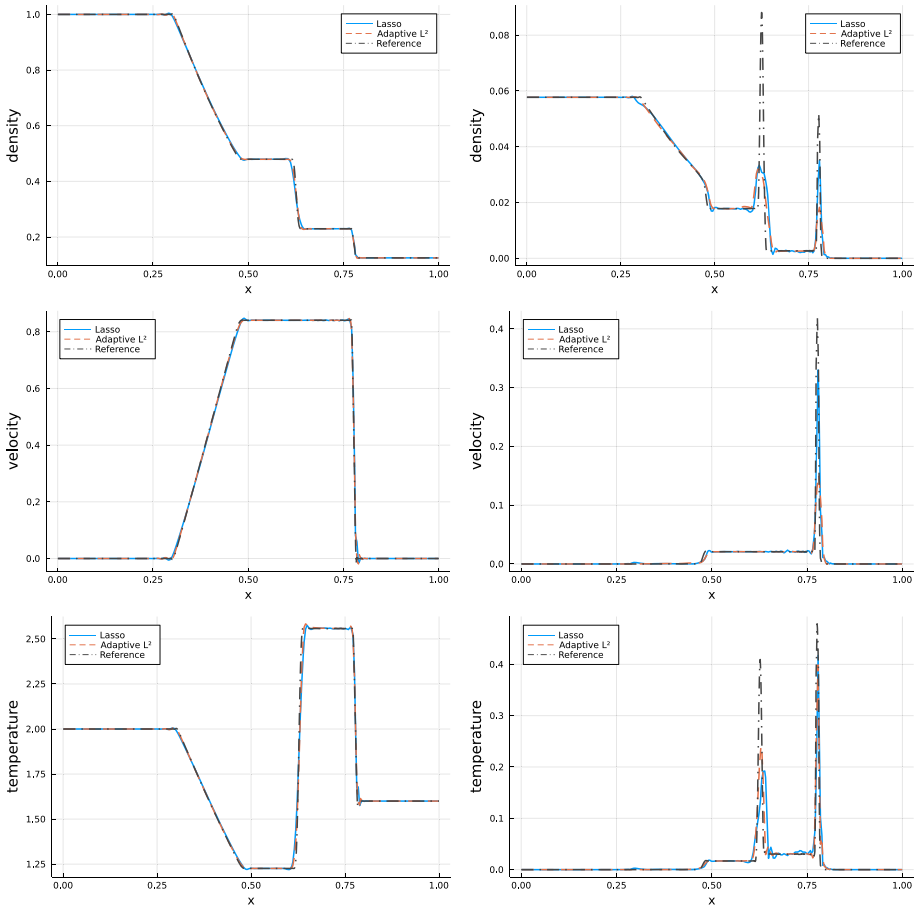 Lasso
Adaptive L²
Reference
density
1.0
0.8
0.6
0.4
0.2
0.00
0.25
0.50
0.75
1.00
x
Lasso
Adaptive L²
Reference
density
0.08
0.06
0.04
0.02
0.00
0.00
0.25
0.50
0.75
1.00
x
Lasso
Adaptive L²
Reference
velocity
0.8
0.6
0.4
0.2
0.0
0.00
0.25
0.50
0.75
1.00
x
Lasso
Adaptive L²
Reference
velocity
0.4
0.3
0.2
0.1
0.0
0.00
0.25
0.50
0.75
1.00
x
Lasso
Adaptive L²
Reference
temperature
2.50
2.25
2.00
1.75
1.50
1.25
0.00
0.25
0.50
0.75
1.00
x
Lasso
Adaptive L²
Reference
temperature
0.4
0.3
0.2
0.1
0.0
0.00
0.25
0.50
0.75
1.00
x